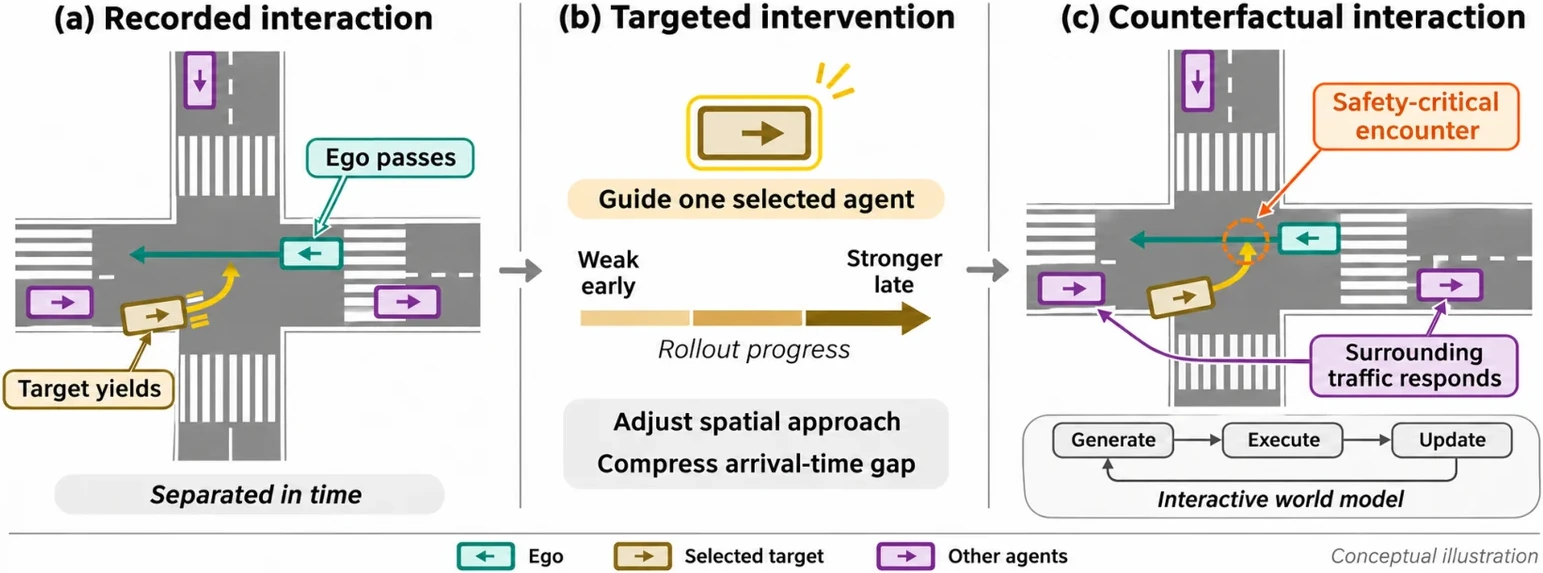 (a) Recorded interaction
Ego passes
Target yields
Separated in time
(b) Targeted intervention
Guide one selected agent
Weak
early
Stronger
late
Rollout progress
Adjust spatial approach
Compress arrival-time gap
(c) Counterfactual interaction
Safety-critical
encounter
Surrounding
traffic responds
Generate
Execute
Update
Interactive world model
Ego
Selected target
Other agents
Conceptual illustration